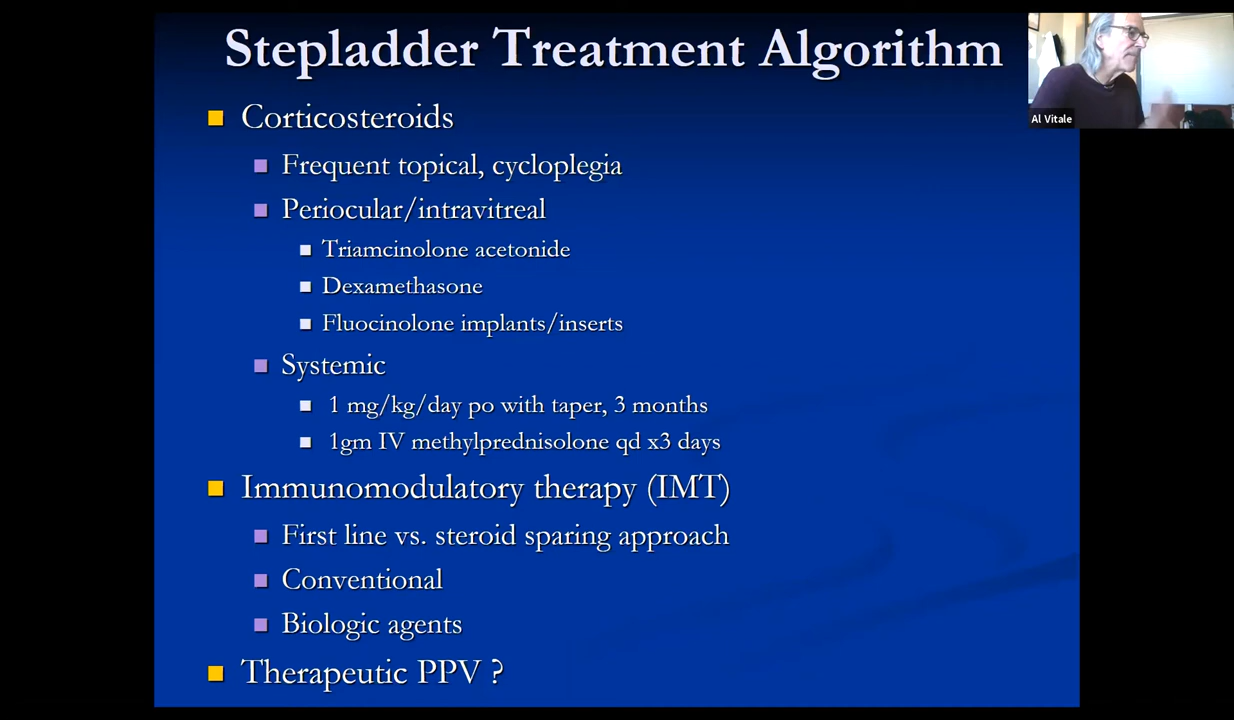 Stepladder Treatment Algorithm
Al Vitale
Corticosteroids
Frequent topical, cycloplegia
Periocular/intravitreal
Triamcinolone acetonide
Dexamethasone
Fluocinolone implants/inserts
Systemic
1 mg/kg/day po with taper, 3 months
1gm IV methylprednisolone qd x3 days
Immunomodulatory therapy (IMT)
First line vs. steroid sparing approach
Conventional
Biologic agents
Therapeutic PPV ?